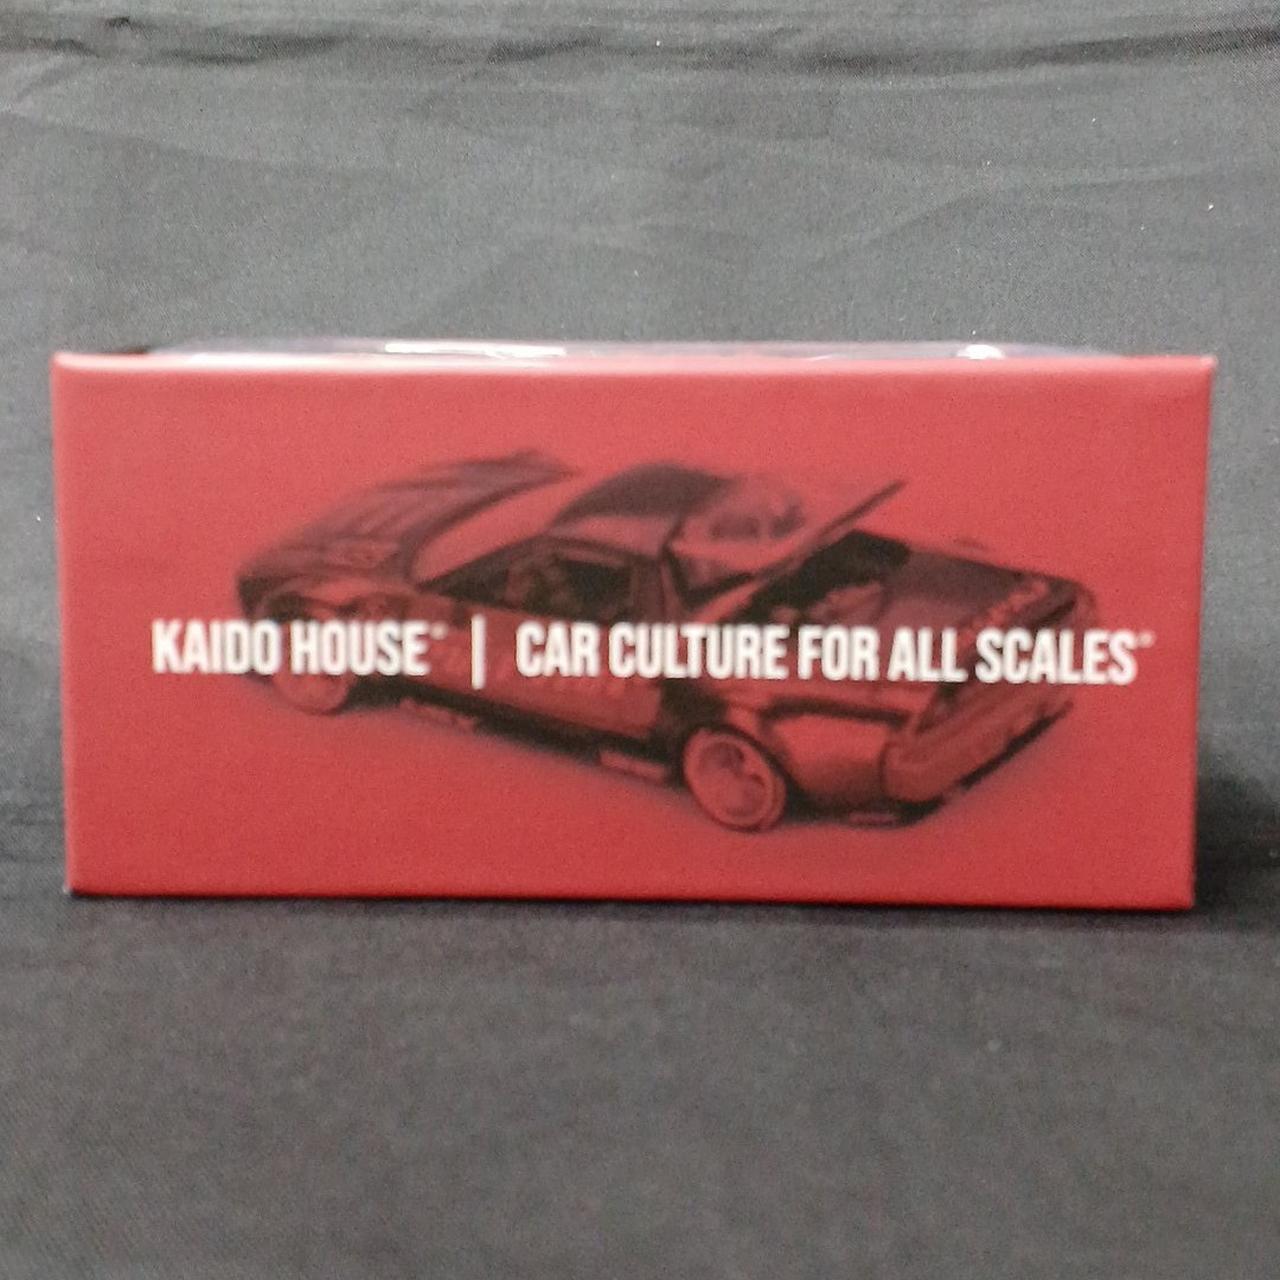 KAIDO HOUSE™ | CAR CULTURE FOR ALL SCALES™